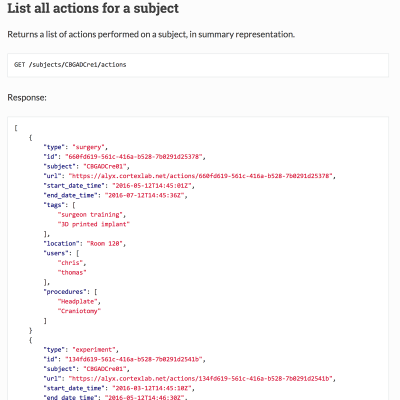 List all actions for a subject
Returns a list of actions performed on a subject, in summary representation.
GET /subjects/CBGADCre1/actions
Response:
[
{
"type": "surgery",
"id": "660fd619-561c-416a-b528-7b0291d25378",
"subject": "CBGADCre01",
"url": "https://alyx.cortexlab.net/actions/660fd619-561c-416a-b528-7b0291d25378",
"start_date_time": "2016-05-12T14:45:01Z",
"end_date_time": "2016-07-12T14:45:36Z",
"tags": [
"surgeon training",
"3D printed implant"
],
"location": "Room 120",
"users": [
"chris",
"thomas"
],
"procedures": [
"Headplate",
"Craniotomy"
]
}
{
"type": "experiment",
"id": "134fd619-561c-416a-b528-7b0291d2541b",
"subject": "CBGADCre01",
"url": "https://alyx.cortexlab.net/actions/134fd619-561c-416a-b528-7b0291d2541b",
"start_date_time": "2016-03-12T14:45:10Z",
"end_date_time": "2016-05-12T14:46:30Z",